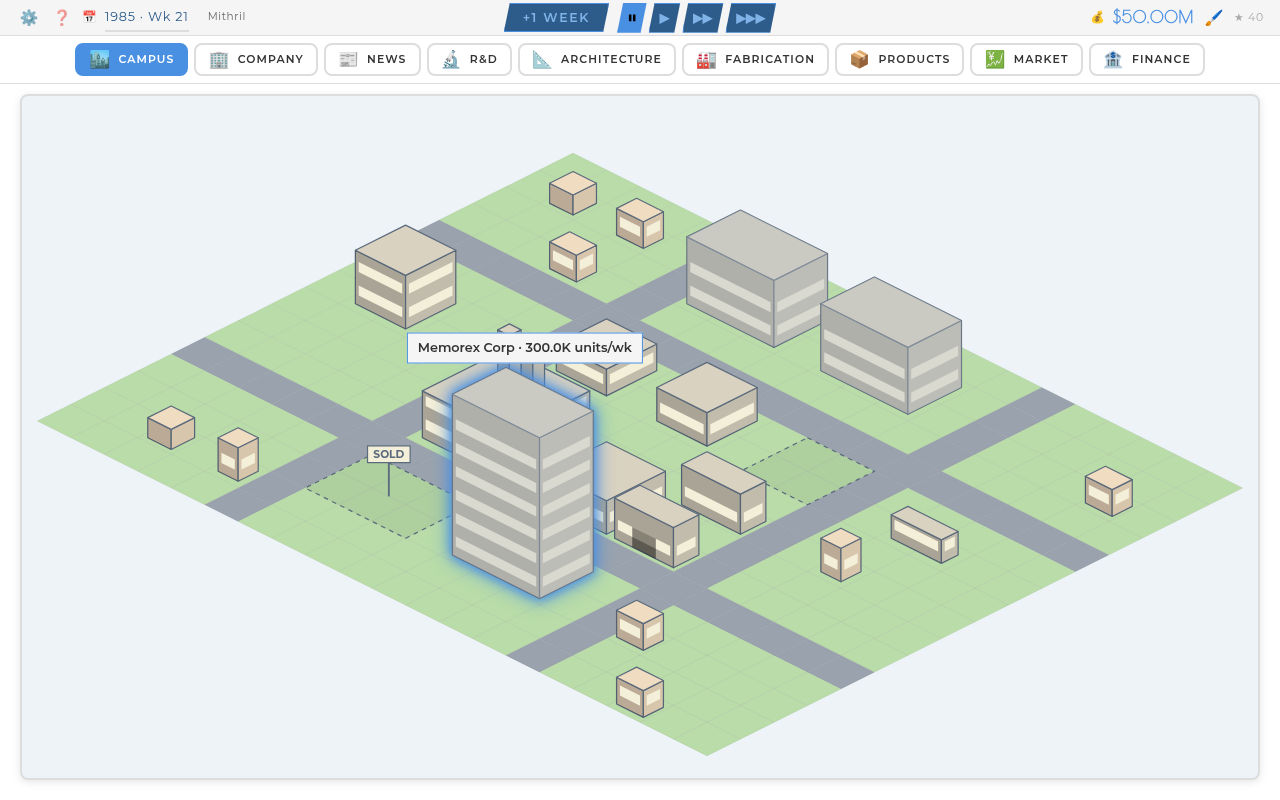 1985 · Wk 21
Mithril
+1 WEEK
$50.00M
★ 40
CAMPUS
COMPANY
NEWS
R&D
ARCHITECTURE
FABRICATION
PRODUCTS
MARKET
FINANCE
Memorex Corp · 300.0K units/wk
SOLD